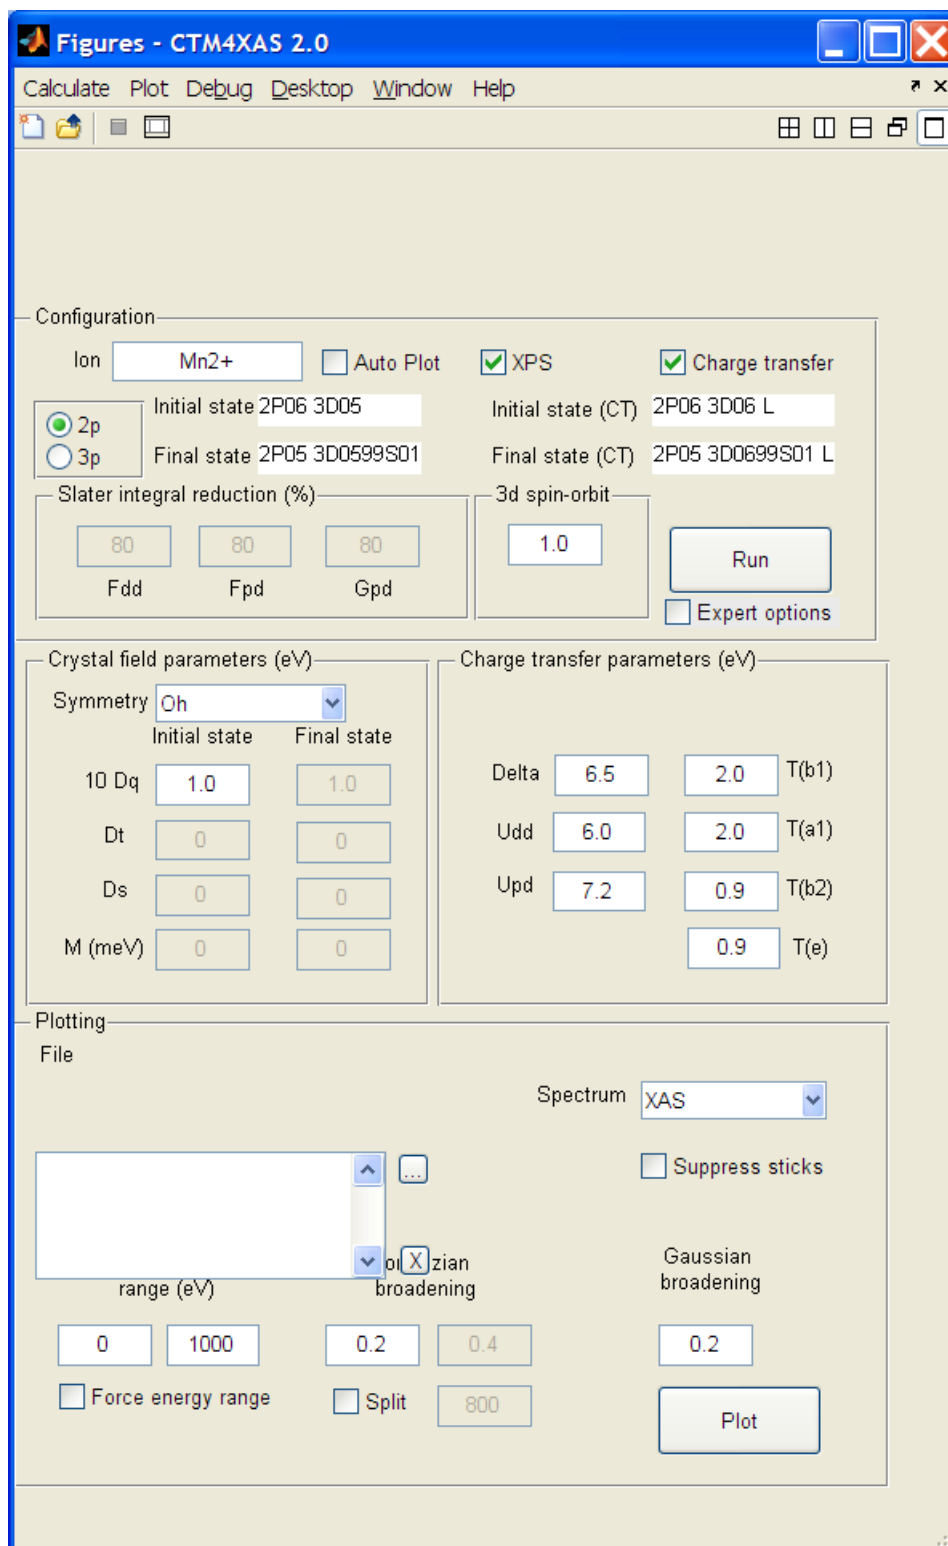 Figures - CTM4XAS 2.0
Calculate Plot Debug Desktop Window Help
Configuration
Ion Mn2+ Auto Plot XPS Charge transfer
2p Initial state 2P06 3D05 Initial state (CT) 2P06 3D06 L
3p Final state 2P05 3D0599S01 Final state (CT) 2P05 3D0699S01 L
Slater integral reduction (%) 3d spin-orbit
80 80 80 1.0 Run
Fdd Fpd Gpd
Expert options
Crystal field parameters (eV) Charge transfer parameters (eV)
Symmetry Oh
Initial state Final state
10 Dq 1.0 1.0 Delta 6.5 2.0 T(b1)
Dt 0 0 Udd 6.0 2.0 T(a1)
Ds 0 0 Upd 7.2 0.9 T(b2)
M (meV) 0 0 0.9 T(e)
Plotting
File
Spectrum XAS
... Suppress sticks
X zian Gaussian
range (eV) broadening broadening
0 1000 0.2 0.4 0.2
Force energy range Split 800 Plot